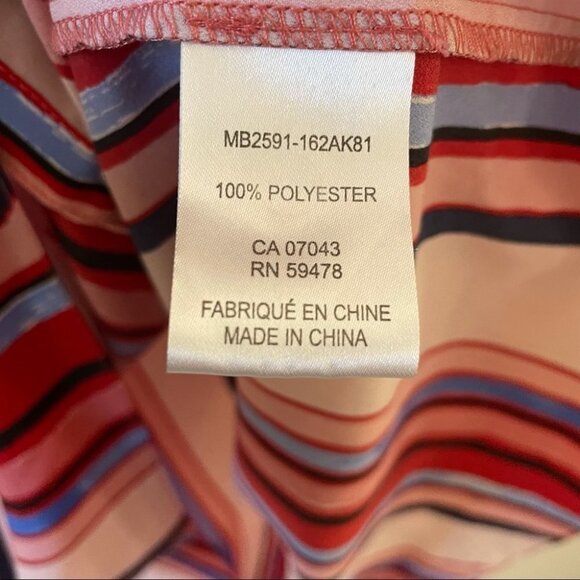 MB2591-162AK81
100% POLYESTER
CA 07043
RN 59478
FABRIQUÉ EN CHINE
MADE IN CHINA